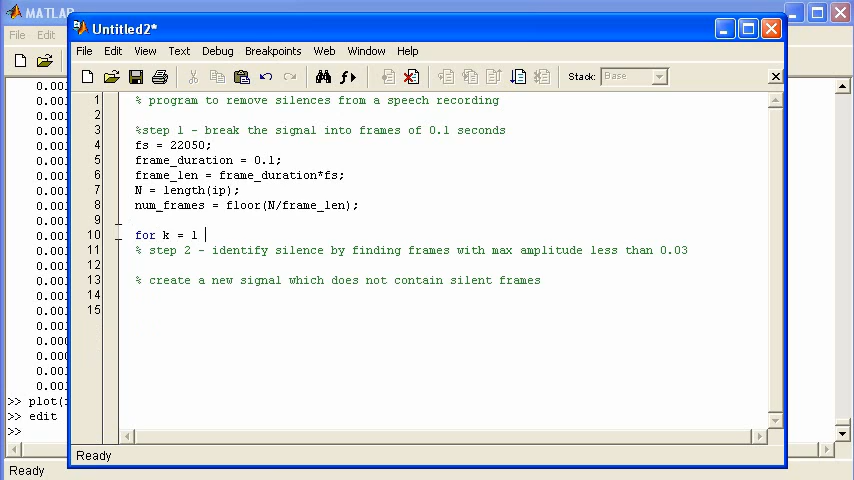 MATLAB
File Edit
Untitled2*
File Edit View Text Debug Breakpoints Web Window Help
Stack: Base
1 % program to remove silences from a speech recording
2
3 %step 1 - break the signal into frames of 0.1 seconds
4 fs = 22050;
5 frame_duration = 0.1;
6 frame_len = frame_duration*fs;
7 N = length(ip);
8 num_frames = floor(N/frame_len);
9
10 for k = 1
11 % step 2 - identify silence by finding frames with max amplitude less than 0.03
12
13 % create a new signal which does not contain silent frames
14
15
>> plot(
>> edit
>>
Ready
Ready